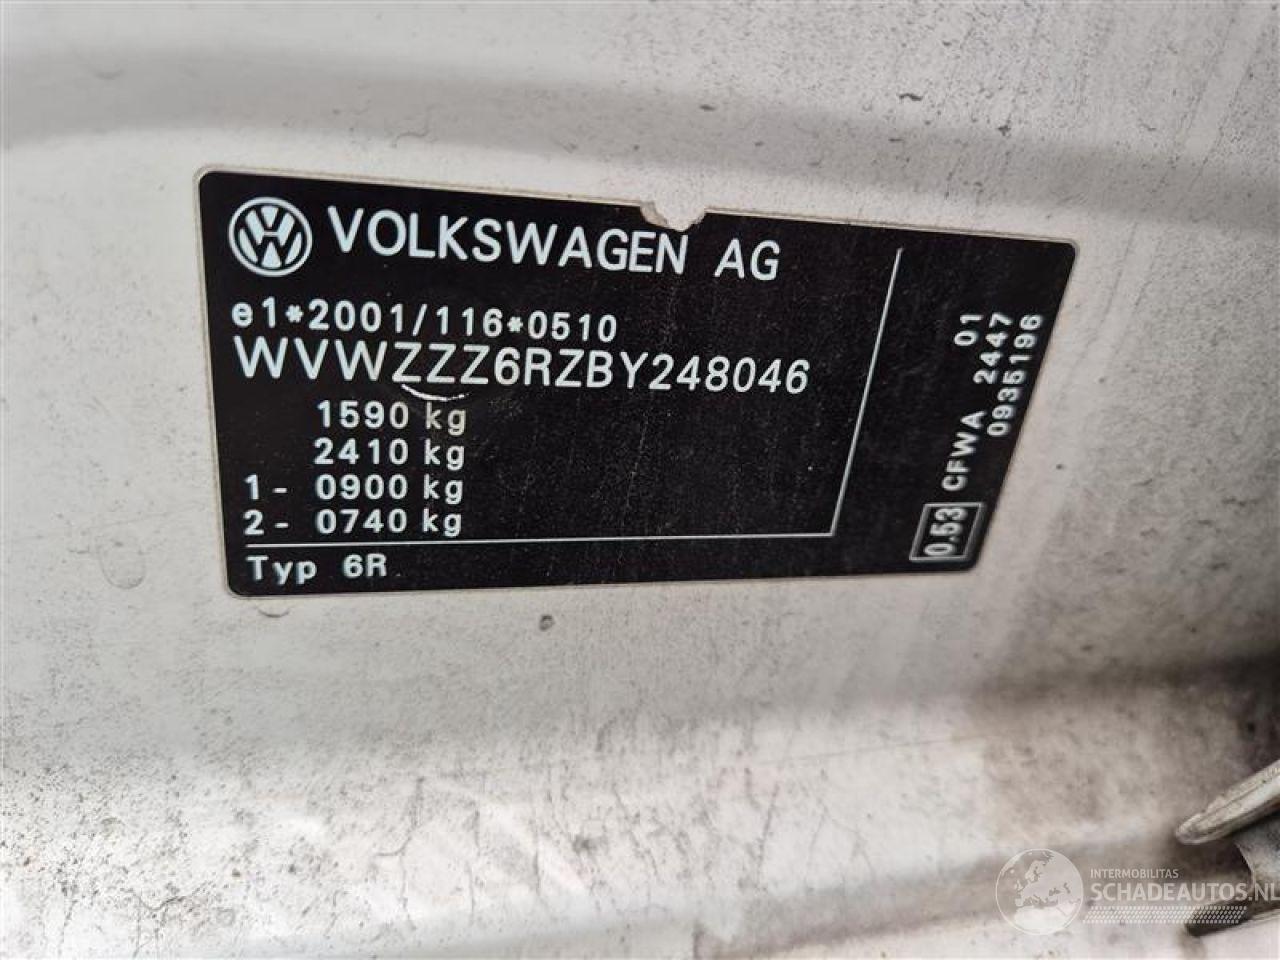 VOLKSWAGEN AG
e1*2001/116*0510
WVWZZZ6RZBY248046
1590 kg
2410 kg
1- 0900 kg
2- 0740 kg
Typ 6R
01
CFWA 2447
0935196
0.53
INTERMOBILITAS
SCHADEAUTOS.NL